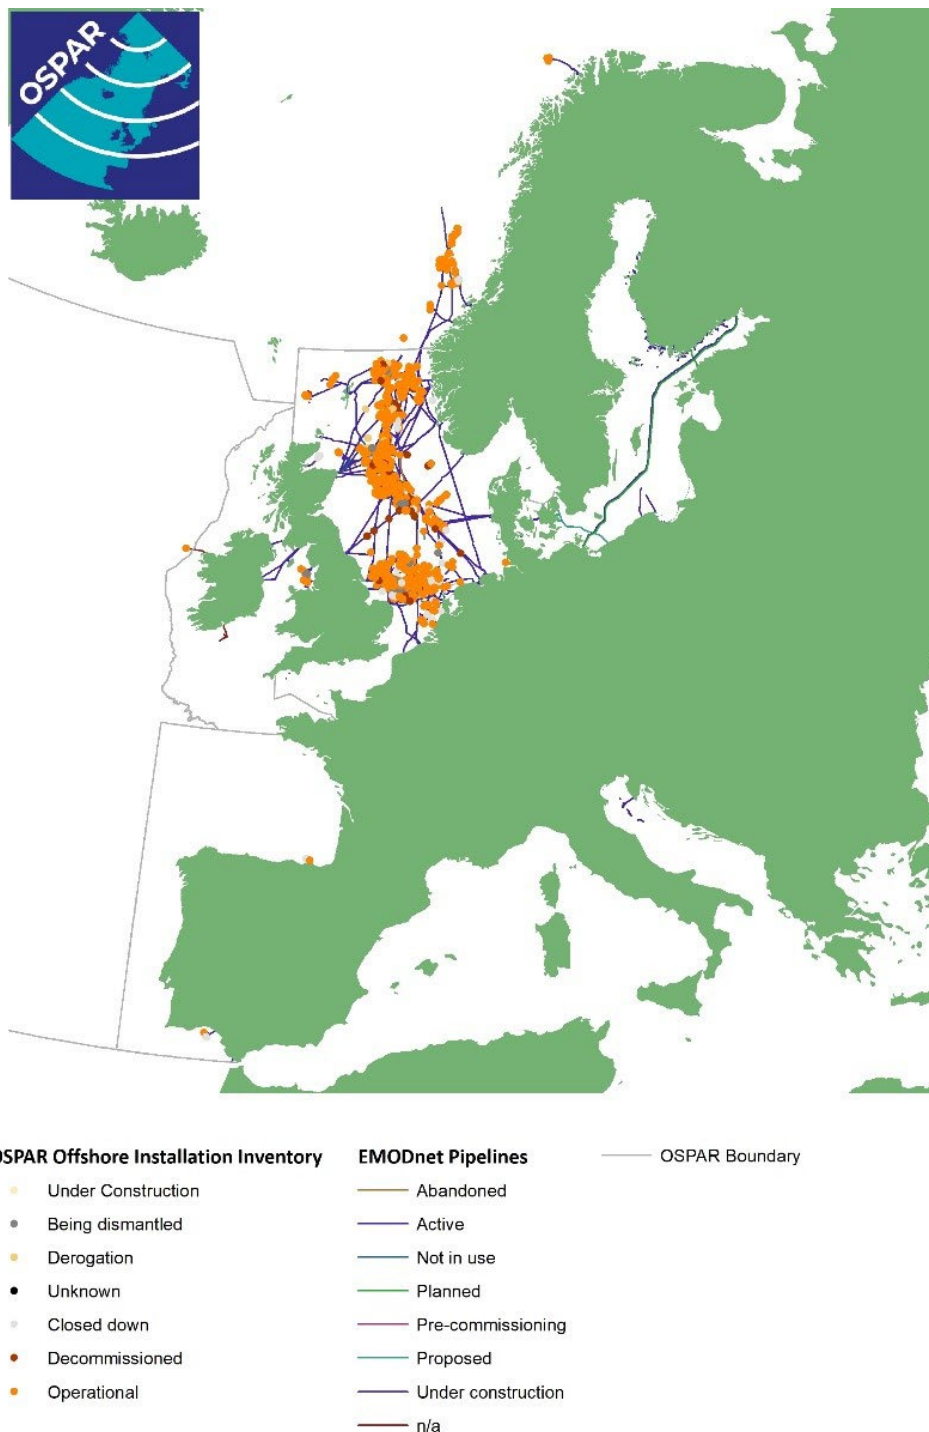 OSPAR
OSPAR Offshore Installation Inventory
Under Construction
Being dismantled
Derogation
Unknown
Closed down
Decommissioned
Operational
EMODnet Pipelines
Abandoned
Active
Not in use
Planned
Pre-commissioning
Proposed
Under construction
n/a
OSPAR Boundary